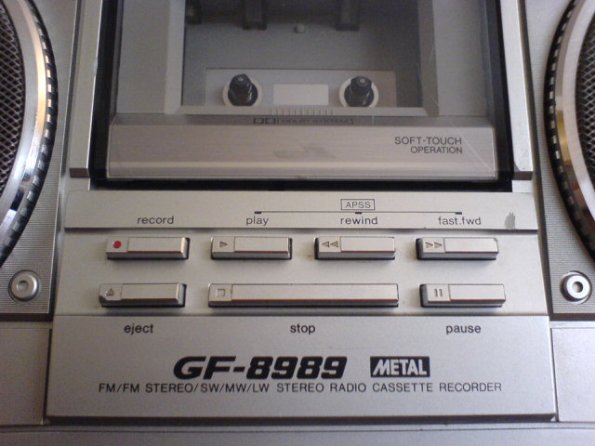 SOFT-TOUCH
OPERATION
APSS
record play rewind fast.fwd
eject stop pause
GF-8989 METAL
FM/FM STEREO/SW/MW/LW STEREO RADIO CASSETTE RECORDER